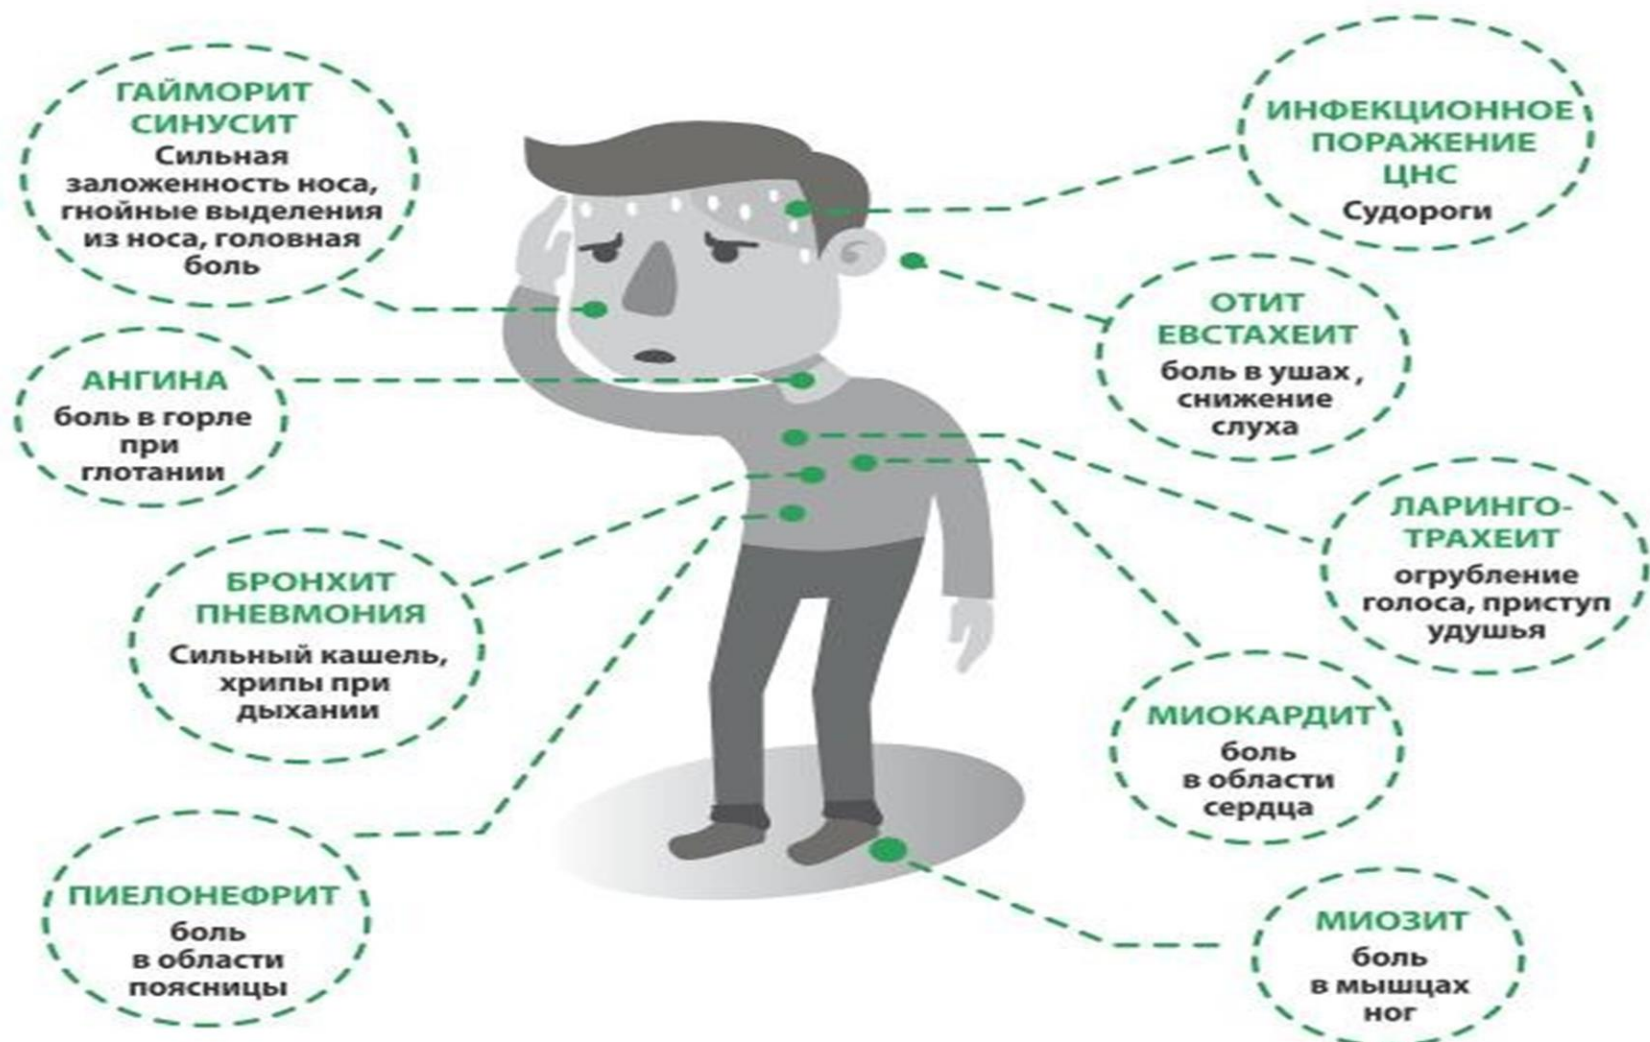 ГАЙМОРИТ
СИНУСИТ
Сильная
заложенность носа,
гнойные выделения
из носа, головная
боль
АНГИНА
боль в горле
при
глотании
БРОНХИТ
ПНЕВМОНИЯ
Сильный кашель,
хрипы при
дыхании
ПИЕЛОНЕФРИТ
боль
в области
поясницы
ИНФЕКЦИОННОЕ
ПОРАЖЕНИЕ
ЦНС
Судороги
ОТИТ
ЕВСТАХЕИТ
боль в ушах,
снижение
слуха
ЛАРИНГО-
ТРАХЕИТ
огрубление
голоса, приступ
удушья
МИОКАРДИТ
боль
в области
сердца
МИОЗИТ
боль
в мышцах
ног